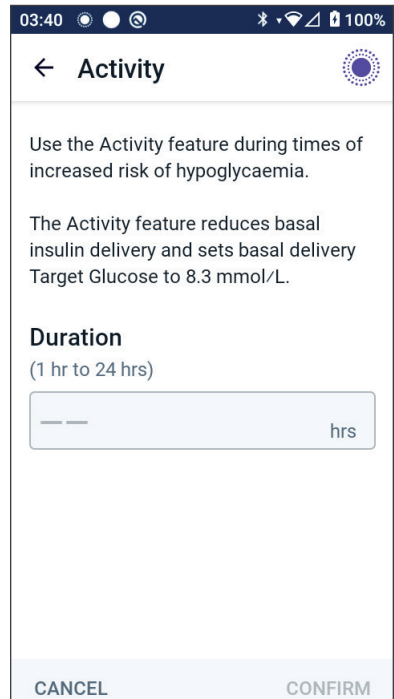 03:40 100%
Activity
Use the Activity feature during times of
increased risk of hypoglycaemia.
The Activity feature reduces basal
insulin delivery and sets basal delivery
Target Glucose to 8.3 mmol/L.
Duration
(1 hr to 24 hrs)
— — hrs
CANCEL CONFIRM